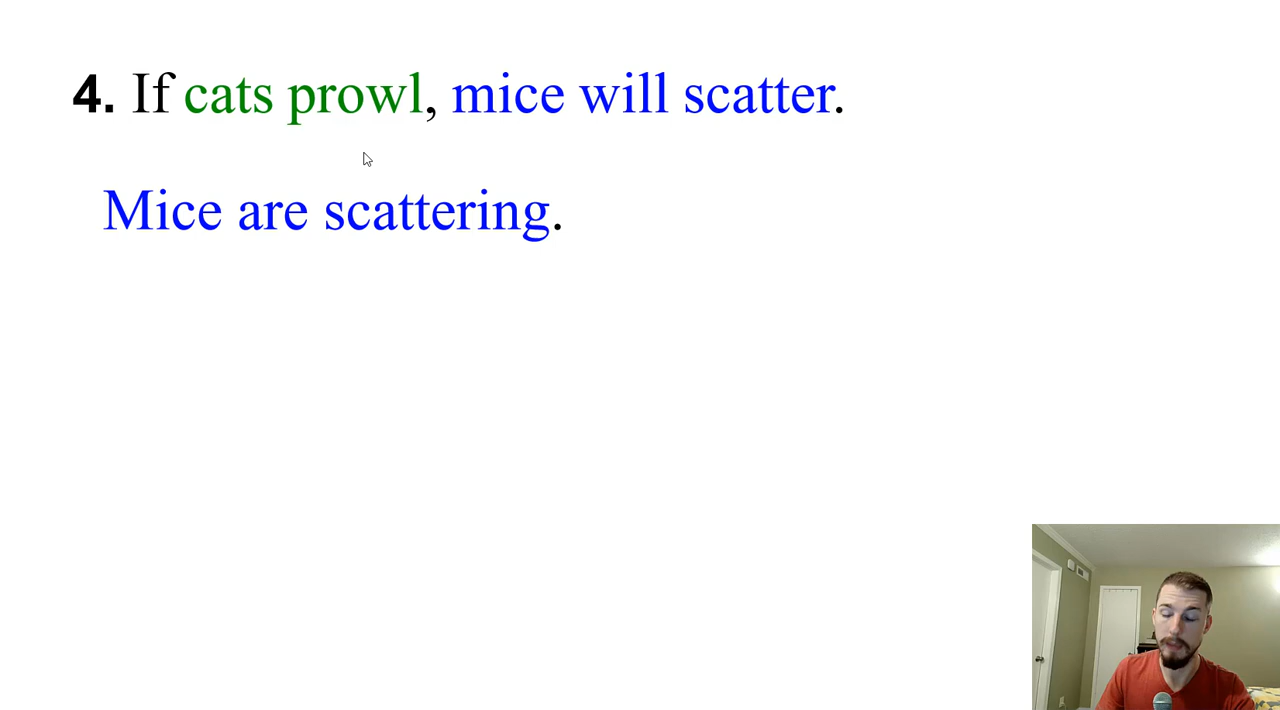 4. If cats prowl, mice will scatter.
Mice are scattering.